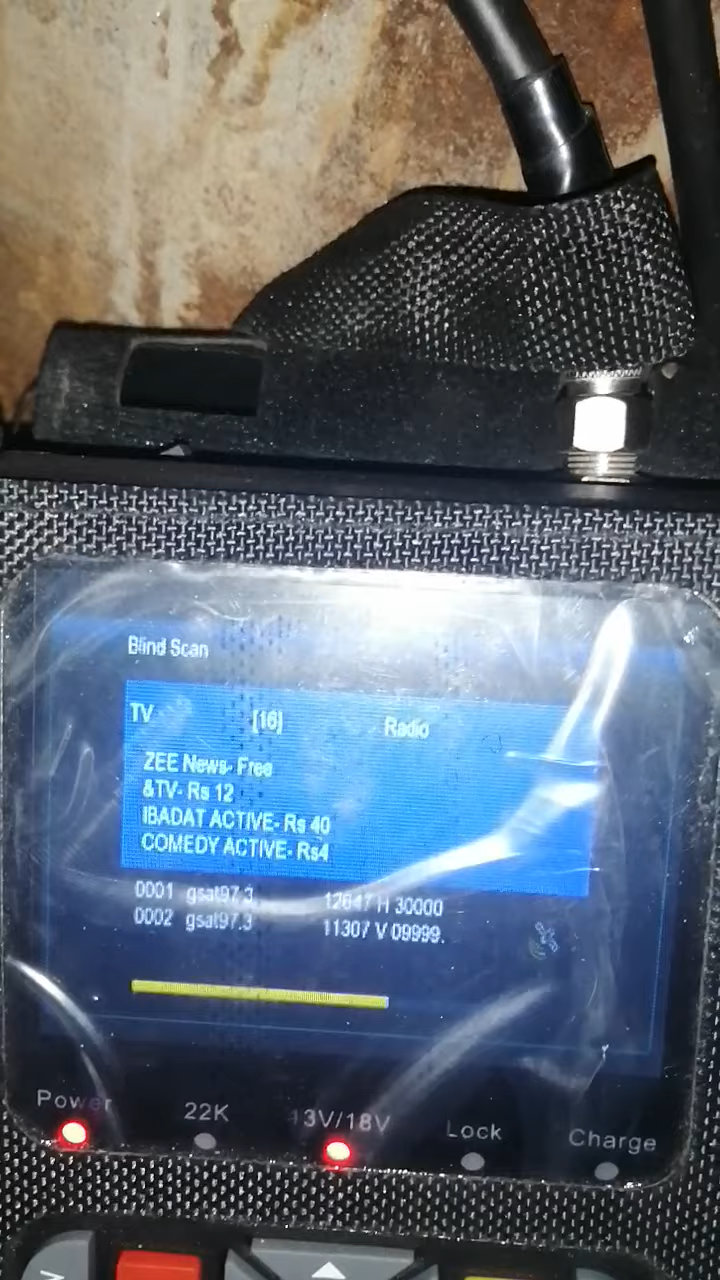 Blind Scan
TV [16] Radio
ZEE News- Free
&TV- Rs 12
IBADAT ACTIVE- Rs 40
COMEDY ACTIVE- Rs4
0001 gsat97.3 12647 H 30000
0002 gsat97.3 11307 V 09999.
Power 22K 13V/18V Lock Charge